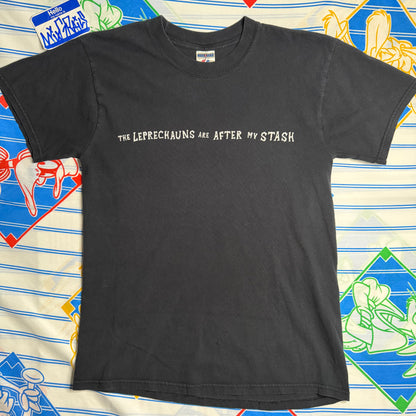 Hello
THE LEPRECHAUNS ARE AFTER MY STASH